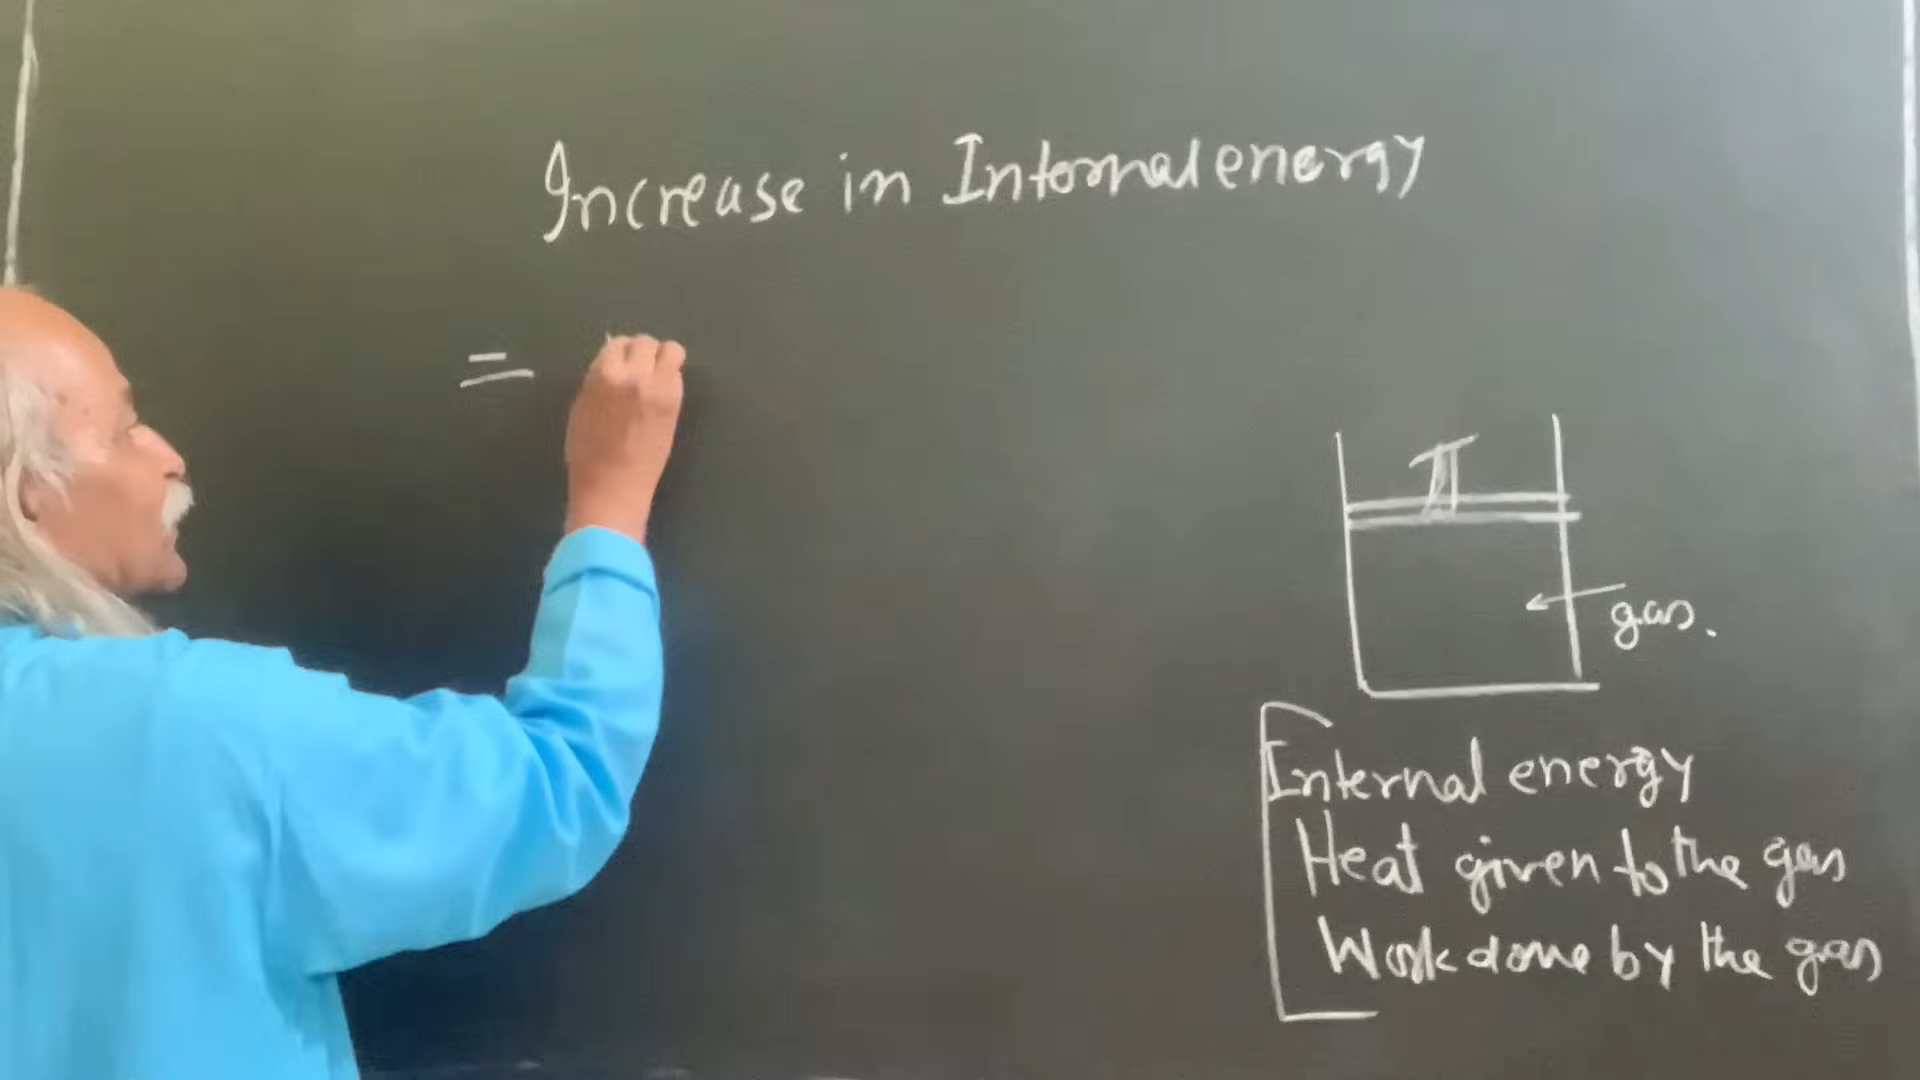 Increase in Internal energy
=
gas.
Internal energy
Heat given to the gas
Work done by the gas